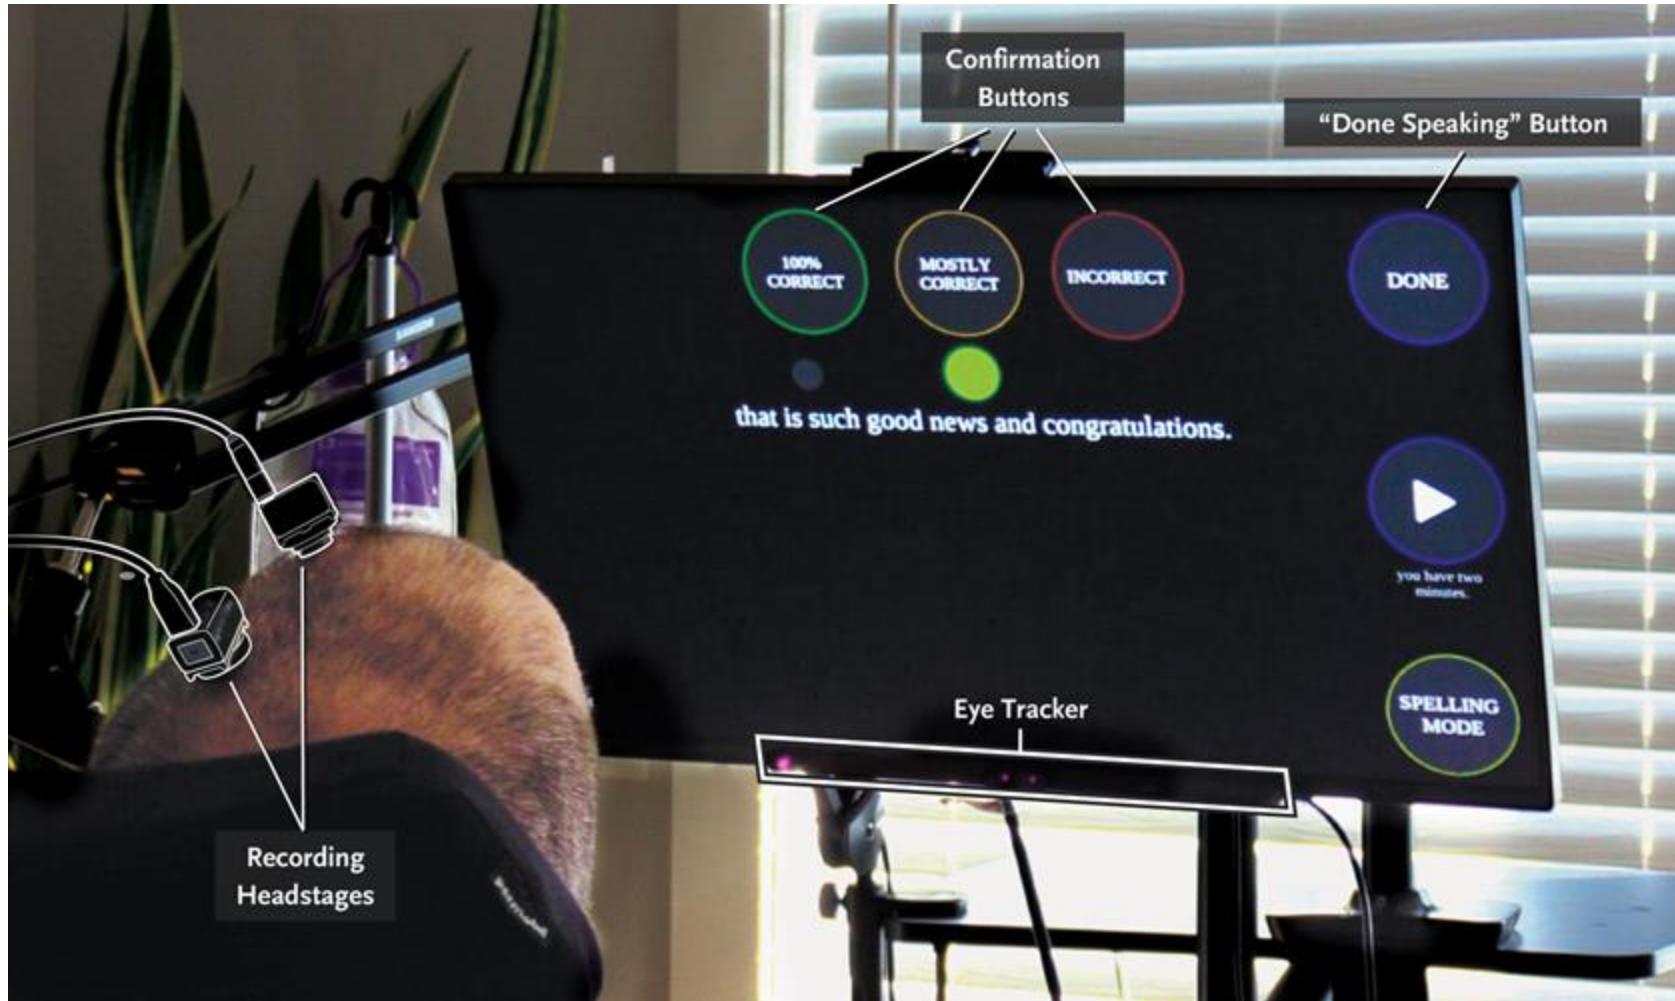 Confirmation
Buttons
“Done Speaking” Button
100%
CORRECT
MOSTLY
CORRECT
INCORRECT
DONE
that is such good news and congratulations.
you have two
minutes.
SPELLING
MODE
Eye Tracker
Recording
Headstages